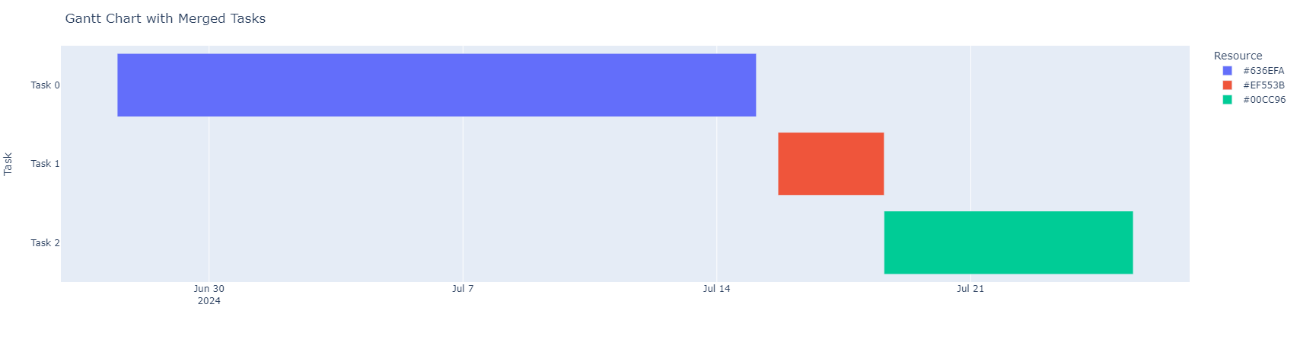 Gantt Chart with Merged Tasks
Resource
#636EFA
#EF553B
#00CC96
Task
Task 0
Task 1
Task 2
Jun 30
2024
Jul 7
Jul 14
Jul 21